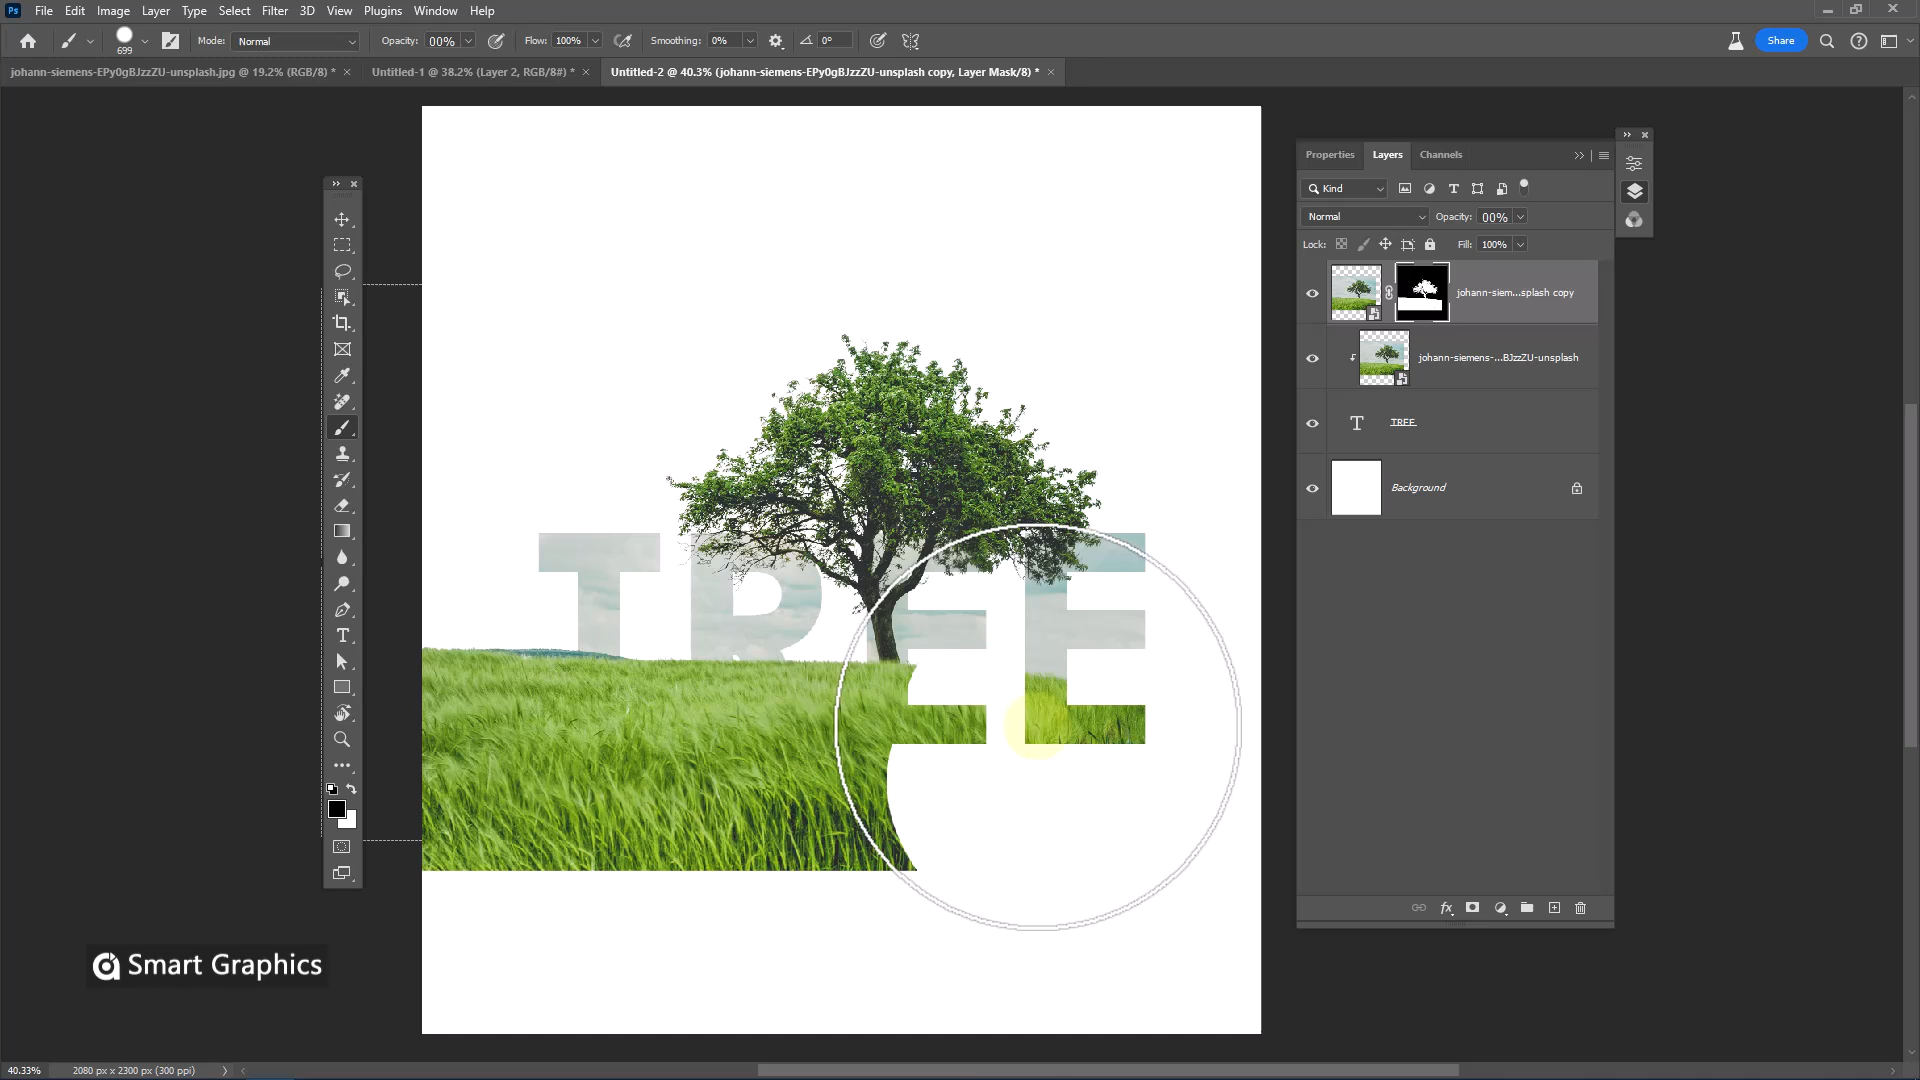 Ps File Edit Image Layer Type Select Filter 3D View Plugins Window Help
699 Mode: Normal Opacity: 00% Flow: 100% Smoothing: 0% 0° Share
johann-siemens-EPy0gBJzzZU-unsplash.jpg @ 19.2% (RGB/8) * × Untitled-1 @ 38.2% (Layer 2, RGB/8#) * × Untitled-2 @ 40.3% (johann-siemens-EPy0gBJzzZU-unsplash copy, Layer Mask/8) * ×
Properties Layers Channels
Kind
Normal Opacity: 00%
Lock: Fill: 100%
johann-siem...splash copy
johann-siemens-...BJzzZU-unsplash
T TREE
Background
fx
TREE
Smart Graphics
40.33% 2080 px x 2300 px (300 ppi)